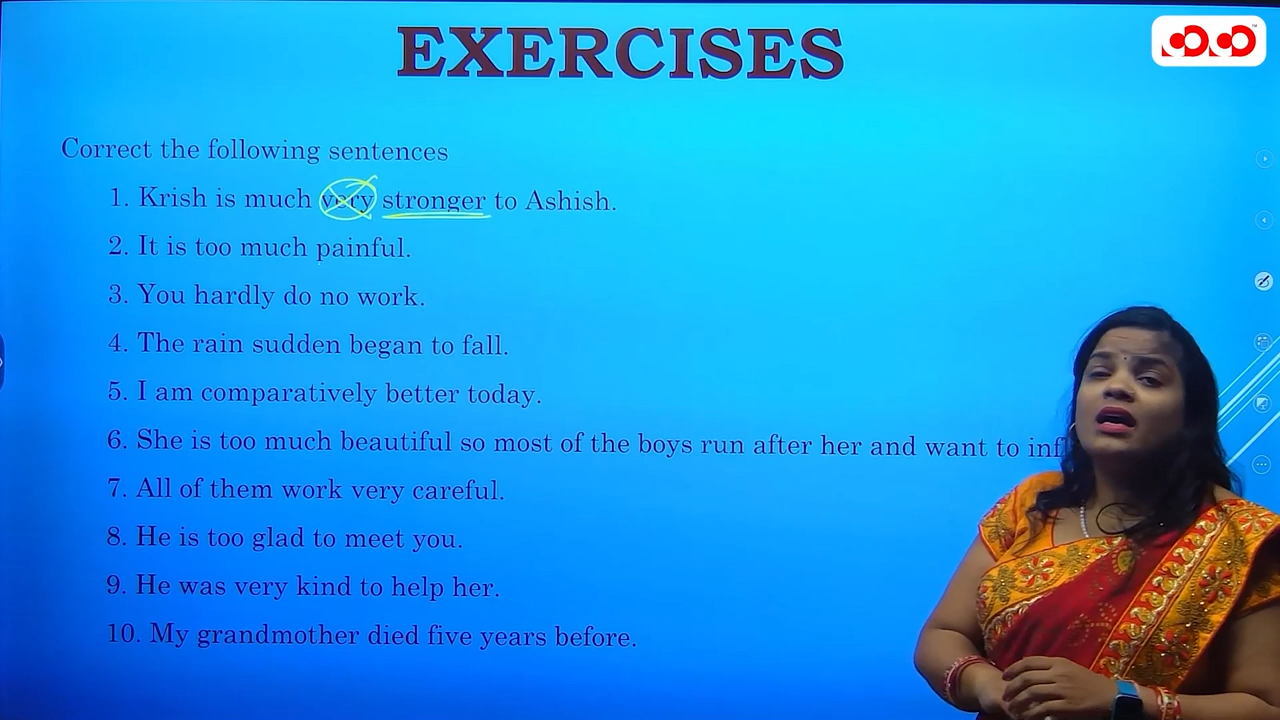 EXERCISES
Correct the following sentences
1. Krish is much very stronger to Ashish.
2. It is too much painful.
3. You hardly do no work.
4. The rain sudden began to fall.
5. I am comparatively better today.
6. She is too much beautiful so most of the boys run after her and want to
7. All of them work very careful.
8. He is too glad to meet you.
9. He was very kind to help her.
10. My grandmother died five years before.